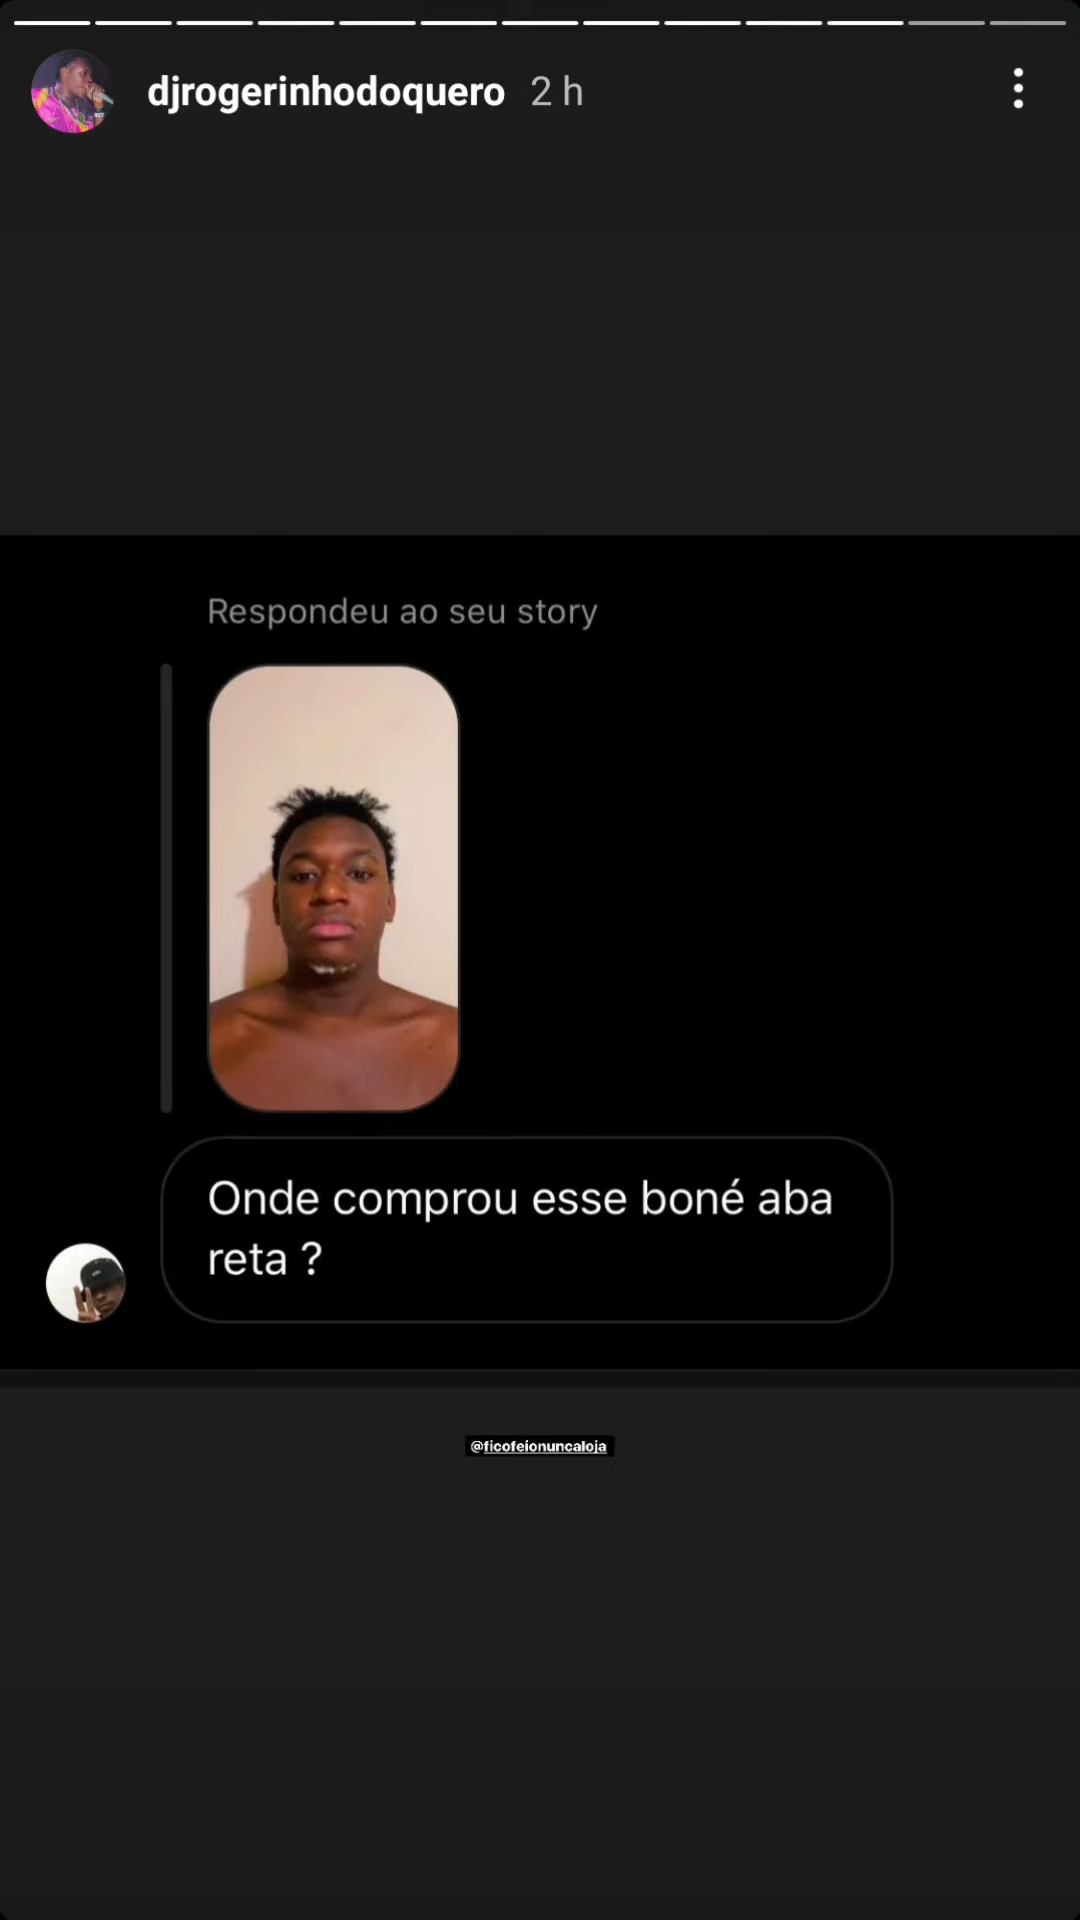 djrogerinhodoquero 2 h
Respondeu ao seu story
Onde comprou esse boné aba
reta ?
@ficofeionuncaloja